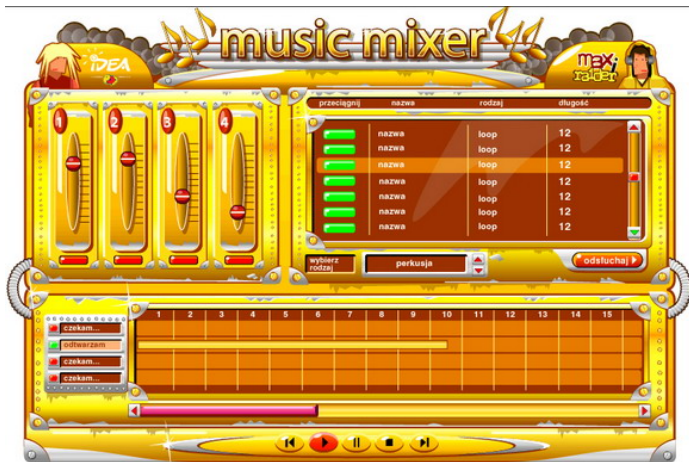 music mixer
iDEA
maxi raider
1 2 3 4
przeciągnij nazwa rodzaj długość
nazwa loop 12
nazwa loop 12
nazwa loop 12
nazwa loop 12
nazwa loop 12
nazwa loop 12
nazwa loop 12
wybierz
rodzaj
perkusja
odsłuchaj
1 2 3 4 5 6 7 8 9 10 11 12 13 14 15
czekam...
odtwarzam
czekam...
czekam...